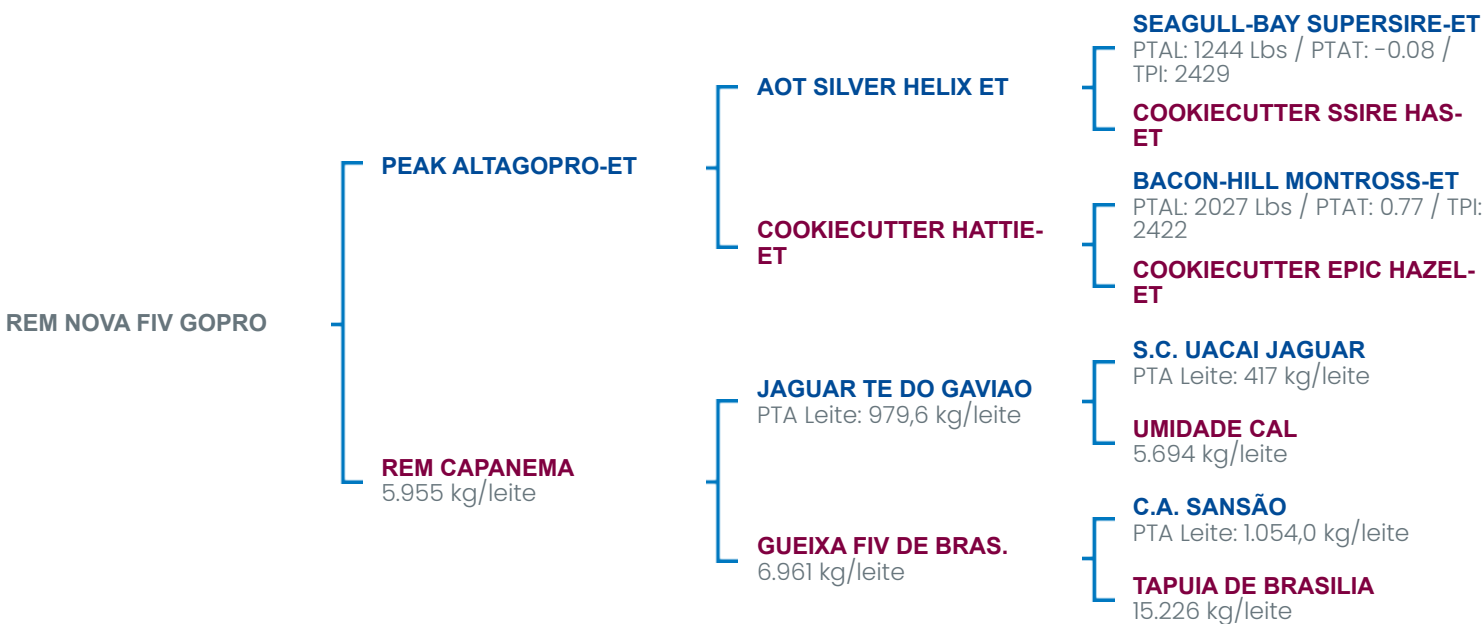 SEAGULL-BAY SUPERSIRE-ET
PTAL: 1244 Lbs / PTAT: -0.08 /
TPI: 2429
AOT SILVER HELIX ET
COOKIECUTTER SSIRE HAS-
ET
PEAK ALTAGOPRO-ET
BACON-HILL MONTROSS-ET
PTAL: 2027 Lbs / PTAT: 0.77 / TPI:
2422
COOKIECUTTER HATTIE-
ET
COOKIECUTTER EPIC HAZEL-
ET
REM NOVA FIV GOPRO
S.C. UACAI JAGUAR
PTA Leite: 417 kg/leite
JAGUAR TE DO GAVIAO
PTA Leite: 979,6 kg/leite
UMIDADE CAL
5.694 kg/leite
REM CAPANEMA
5.955 kg/leite
C.A. SANSÃO
PTA Leite: 1.054,0 kg/leite
GUEIXA FIV DE BRAS.
6.961 kg/leite
TAPUIA DE BRASILIA
15.226 kg/leite